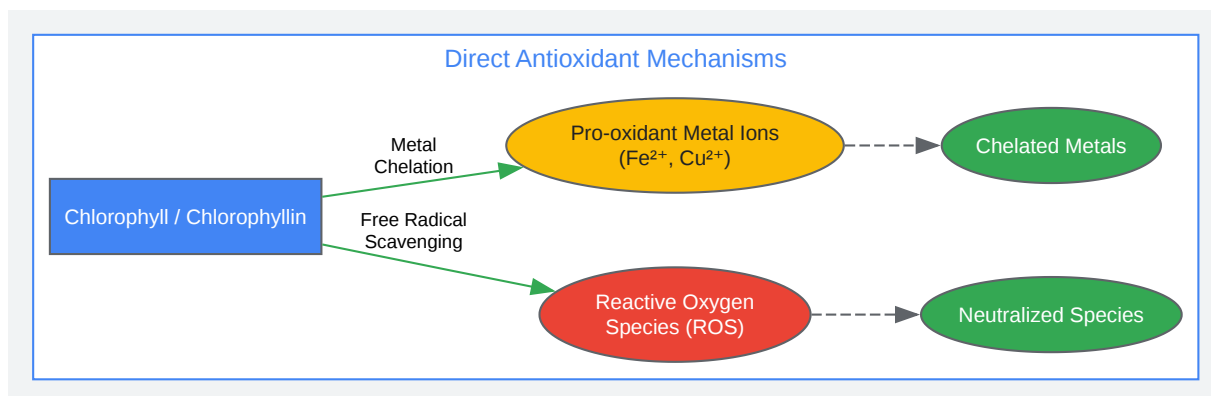 Direct Antioxidant Mechanisms
Metal
Chelation
Pro-oxidant Metal Ions
(Fe²⁺, Cu²⁺)
Chelated Metals
Chlorophyll / Chlorophyllin
Free Radical
Scavenging
Reactive Oxygen
Species (ROS)
Neutralized Species